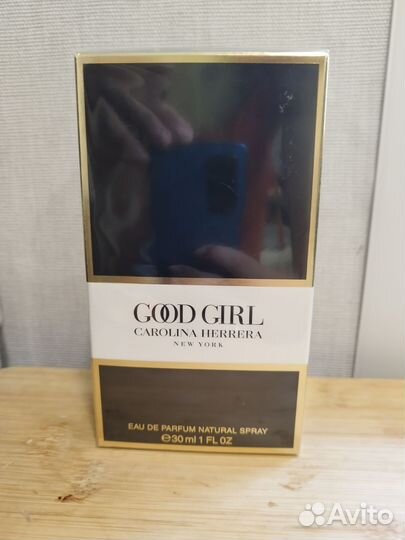 GOOD GIRL
CAROLINA HERRERA
NEW YORK
EAU DE PARFUM NATURAL SPRAY
℮30 ml 1 FL OZ
Avito